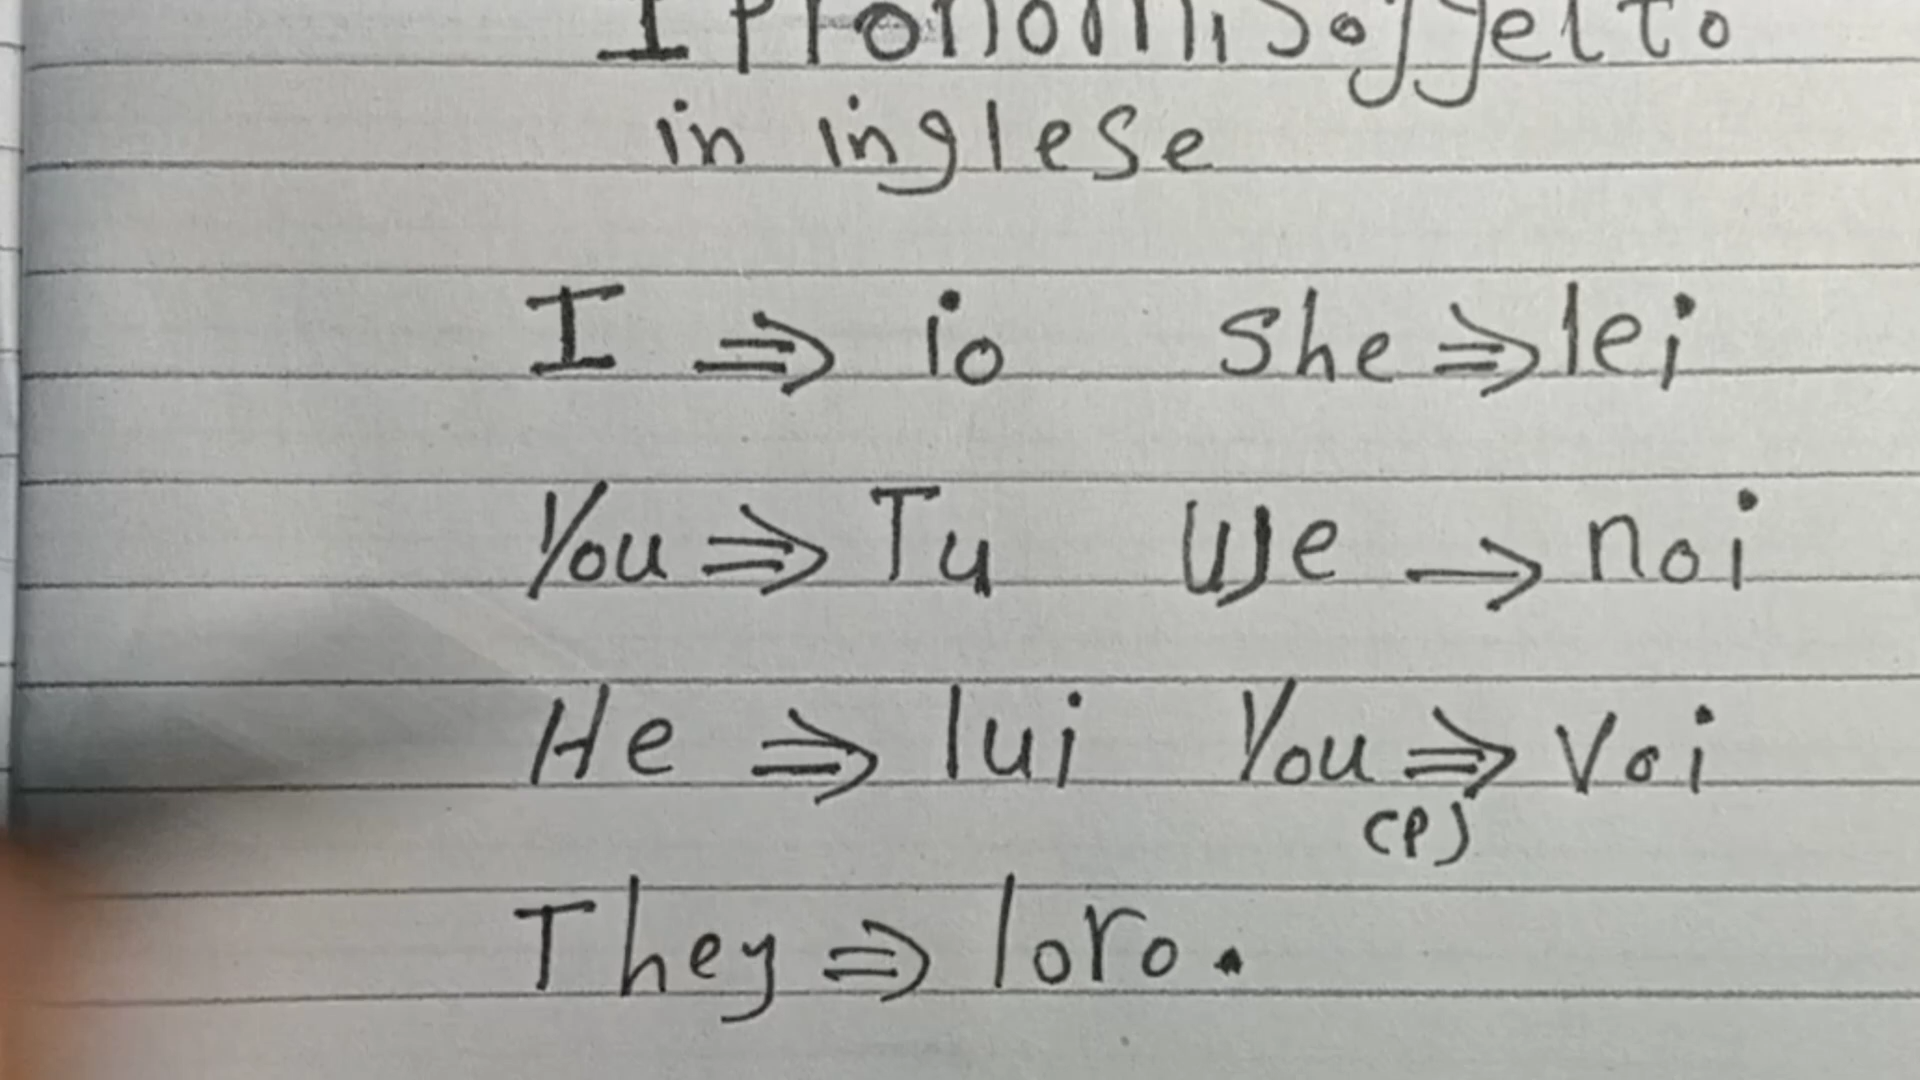 I Pronomi Soggetto
in inglese
I ⇒ io She ⇒ lei
You ⇒ Tu We → noi
He ⇒ lui You ⇒ Voi
(P)
They ⇒ loro.